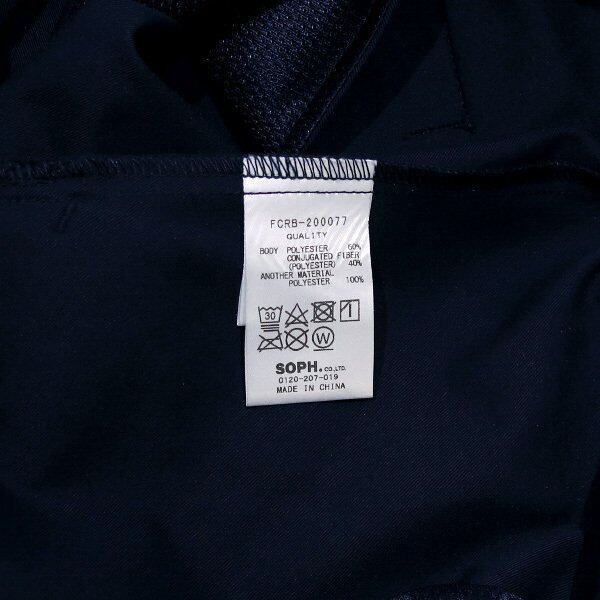 FCRB-200077
QUALITY
BODY POLYESTER 60%
CONJUGATED FIBER
(POLYESTER) 40%
ANOTHER MATERIAL
POLYESTER 100%
30
W
SOPH. CO.,LTD.
0120-207-019
MADE IN CHINA